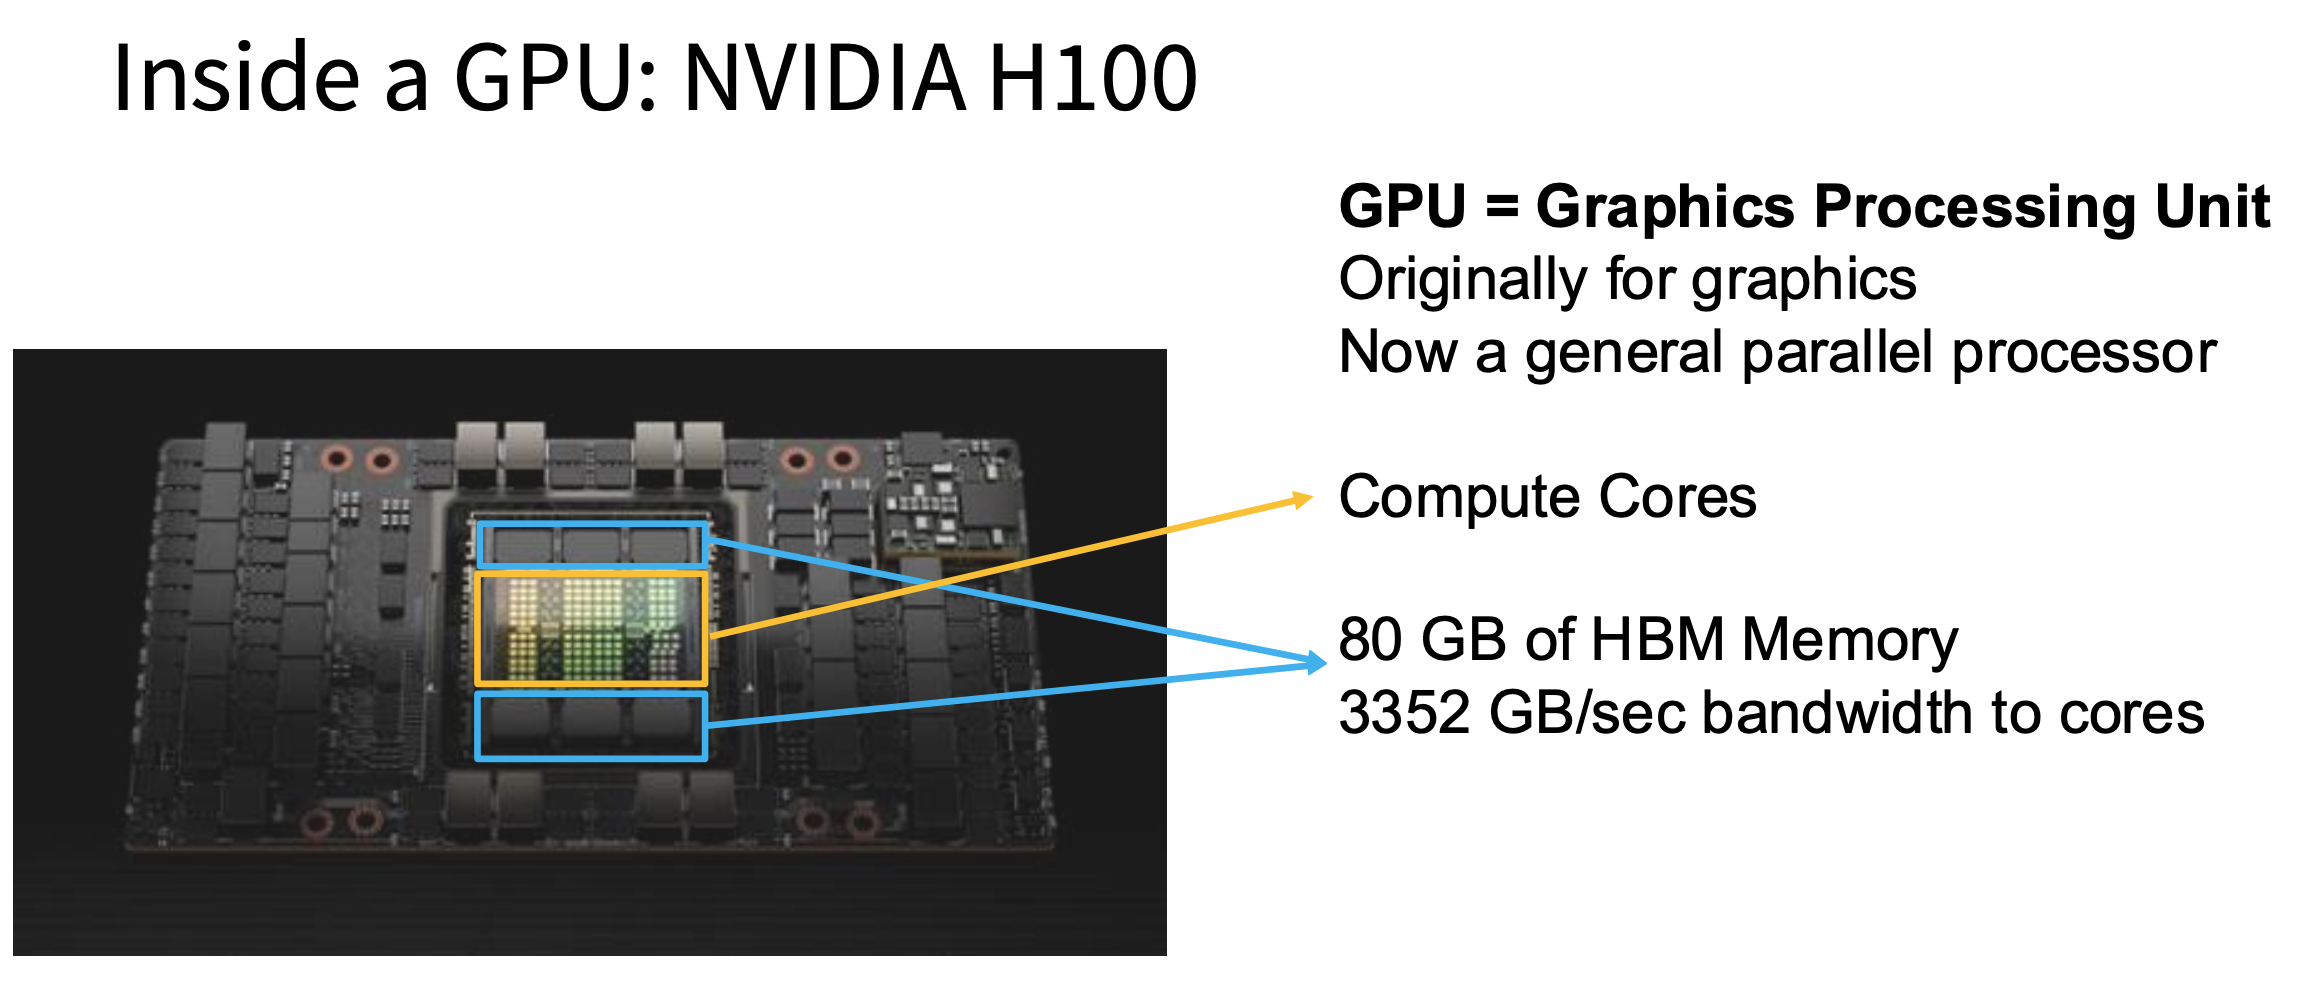 Inside a GPU: NVIDIA H100
GPU = Graphics Processing Unit
Originally for graphics
Now a general parallel processor
Compute Cores
80 GB of HBM Memory
3352 GB/sec bandwidth to cores